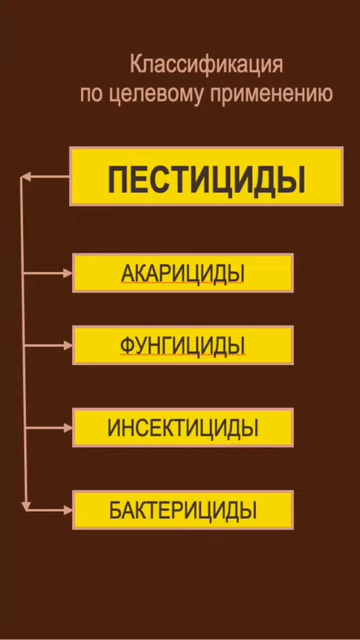 Классификация
по целевому применению
ПЕСТИЦИДЫ
АКАРИЦИДЫ
ФУНГИЦИДЫ
ИНСЕКТИЦИДЫ
БАКТЕРИЦИДЫ